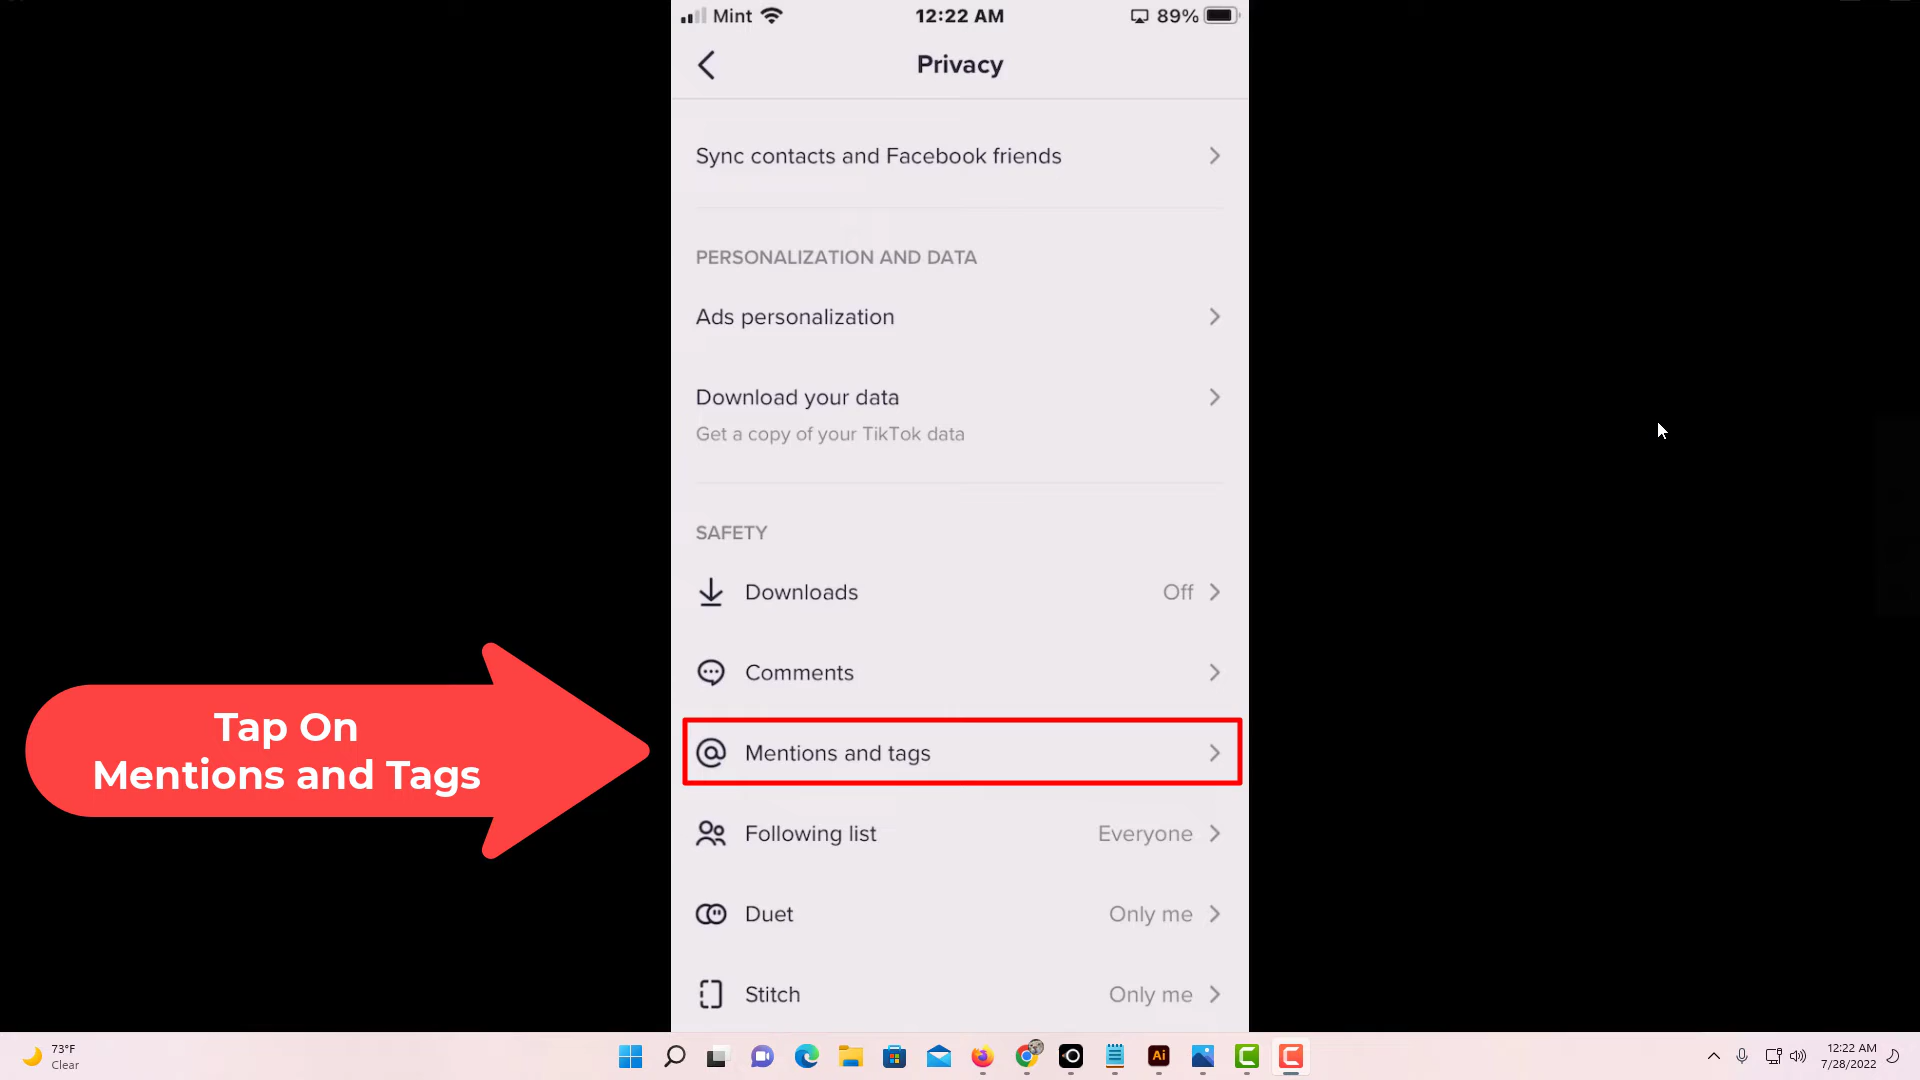 Mint
12:22 AM
89%
Privacy
Sync contacts and Facebook friends
PERSONALIZATION AND DATA
Ads personalization
Download your data
Get a copy of your TikTok data
SAFETY
Downloads
Off
Comments
Tap On
Mentions and Tags
Mentions and tags
Following list
Everyone
Duet
Only me
Stitch
Only me
73°F
Clear
Ai
12:22 AM
7/28/2022